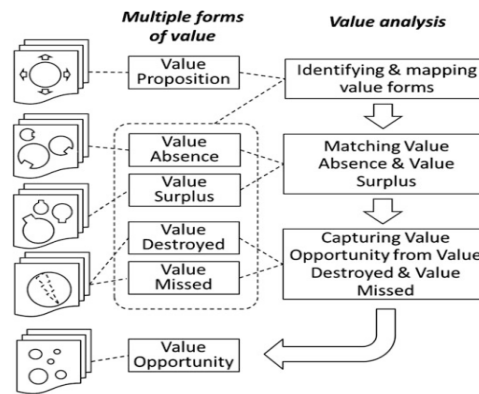 Multiple forms
of value
Value analysis
Value
Proposition
Identifying & mapping
value forms
Value
Absence
Matching Value
Absence & Value
Surplus
Value
Surplus
Value
Destroyed
Capturing Value
Opportunity from Value
Destroyed & Value
Missed
Value
Missed
Value
Opportunity